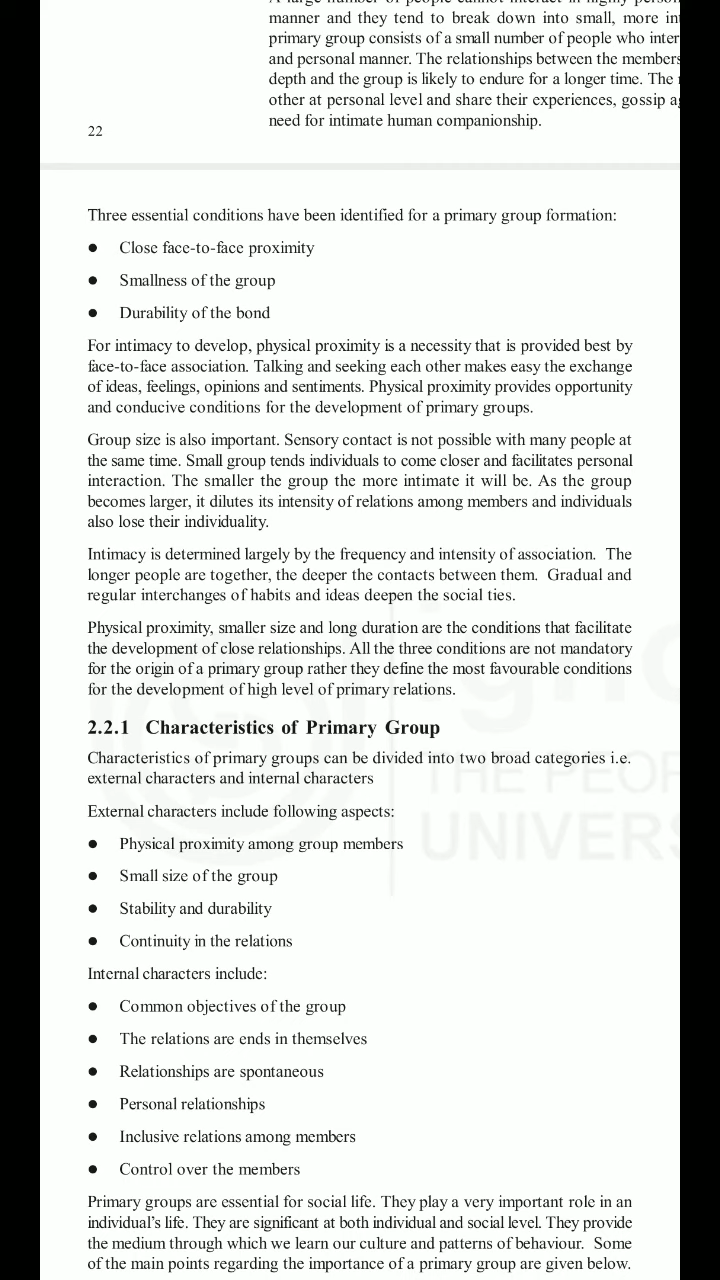 A large number of people cannot interact in highly
manner and they tend to break down into small, more
primary group consists of a small number of people who
and personal manner. The relationships between the members
depth and the group is likely to endure for a longer time. The
other at personal level and share their experiences, gossip
need for intimate human companionship.
22
Three essential conditions have been identified for a primary group formation:
● Close face-to-face proximity
● Smallness of the group
● Durability of the bond
For intimacy to develop, physical proximity is a necessity that is provided best by
face-to-face association. Talking and seeking each other makes easy the exchange
of ideas, feelings, opinions and sentiments. Physical proximity provides opportunity
and conducive conditions for the development of primary groups.
Group size is also important. Sensory contact is not possible with many people at
the same time. Small group tends individuals to come closer and facilitates personal
interaction. The smaller the group the more intimate it will be. As the group
becomes larger, it dilutes its intensity of relations among members and individuals
also lose their individuality.
Intimacy is determined largely by the frequency and intensity of association. The
longer people are together, the deeper the contacts between them. Gradual and
regular interchanges of habits and ideas deepen the social ties.
Physical proximity, smaller size and long duration are the conditions that facilitate
the development of close relationships. All the three conditions are not mandatory
for the origin of a primary group rather they define the most favourable conditions
for the development of high level of primary relations.
2.2.1 Characteristics of Primary Group
Characteristics of primary groups can be divided into two broad categories i.e.
external characters and internal characters
External characters include following aspects:
● Physical proximity among group members
● Small size of the group
● Stability and durability
● Continuity in the relations
Internal characters include:
● Common objectives of the group
● The relations are ends in themselves
● Relationships are spontaneous
● Personal relationships
● Inclusive relations among members
● Control over the members
Primary groups are essential for social life. They play a very important role in an
individual's life. They are significant at both individual and social level. They provide
the medium through which we learn our culture and patterns of behaviour. Some
of the main points regarding the importance of a primary group are given below.